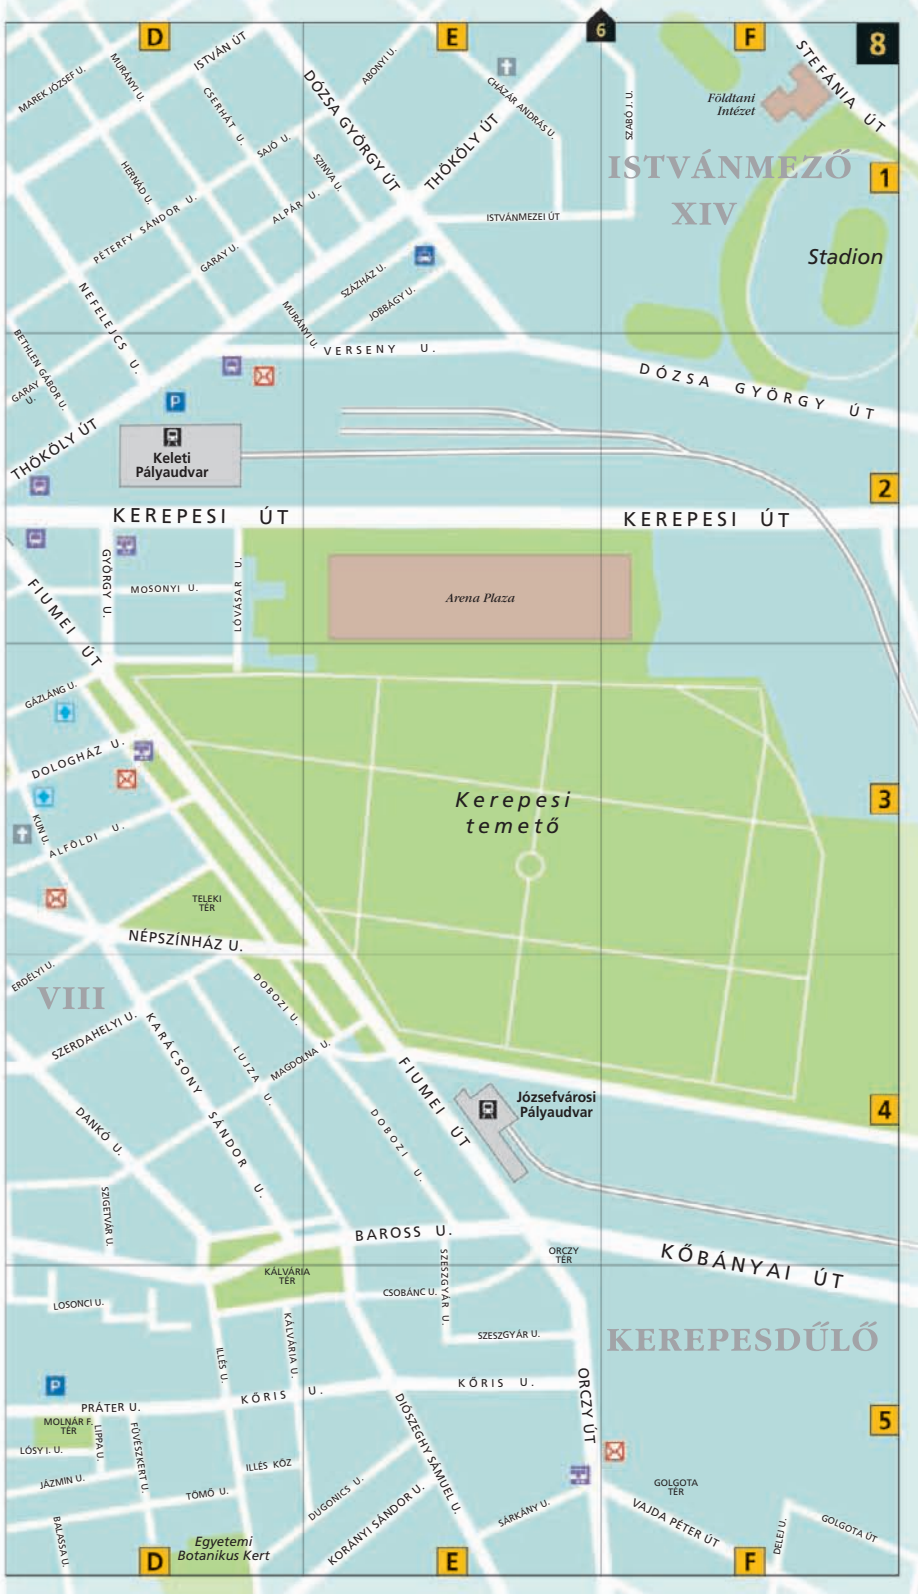 D
E
6
F
8
ISTVÁN ÚT
MAREK JÓZSEF U.
MURÁNYI U.
CSERHÁT U.
DÓZSA GYÖRGY ÚT
ABONYI U.
CHÁZÁR ANDRÁS U.
SZABÓ J. U.
Földtani
Intézet
STEFÁNIA ÚT
SAJÓ U.
SZINVA U.
THÖKÖLY ÚT
HERNÁD U.
ISTVÁNMEZŐ
XIV
1
PÉTERFY SÁNDOR U.
ALPÁR U.
ISTVÁNMEZEI ÚT
GARAY U.
Stadion
SZÁZHÁZ U.
JOBBÁGY U.
NEFELEJCS U.
MURÁNYI U.
BETHLEN GÁBOR U.
VERSENY U.
GARAY
U.
DÓZSA GYÖRGY ÚT
THÖKÖLY ÚT
P
Keleti
Pályaudvar
2
KEREPESI ÚT
KEREPESI ÚT
GYÖRGY U.
MOSONYI U.
LÓVÁSÁR U.
Arena Plaza
FIUMEI ÚT
GÁZLÁNG U.
DOLOGHÁZ U.
Kerepesi
temető
3
KUN U.
ALFÖLDI U.
TELEKI
TÉR
NÉPSZÍNHÁZ U.
ERDÉLYI U.
VIII
DOBOZI U.
SZERDAHELYI U.
KARÁCSONY SÁNDOR U.
LUJZA U.
MAGDOLNA U.
FIUMEI ÚT
Józsefvárosi
Pályaudvar
4
DANKÓ U.
DOBOZI U.
SZIGETVÁR U.
BAROSS U.
ORCZY
TÉR
KŐBÁNYAI ÚT
KÁLVÁRIA
TÉR
SZESZGYÁR U.
CSOBÁNC U.
LOSONCI U.
KÁLVÁRIA U.
SZESZGYÁR U.
KEREPESDŰLŐ
ILLÉS U.
P
PRÁTER U.
KŐRIS U.
KŐRIS U.
ORCZY ÚT
5
MOLNÁR F.
TÉR
LIPPA U.
FÜVÉSZKERT U.
DIÓSZEGHY SÁMUEL U.
LÓSY I. U.
ILLÉS KÖZ
JÁZMIN U.
TÖMŐ U.
DUGONICS U.
KORÁNYI SÁNDOR U.
SÁRKÁNY U.
GOLGOTA
TÉR
VAJDA PÉTER ÚT
DELEJ U.
GOLGOTA ÚT
BALASSA U.
Egyetemi
Botanikus Kert
D
E
F